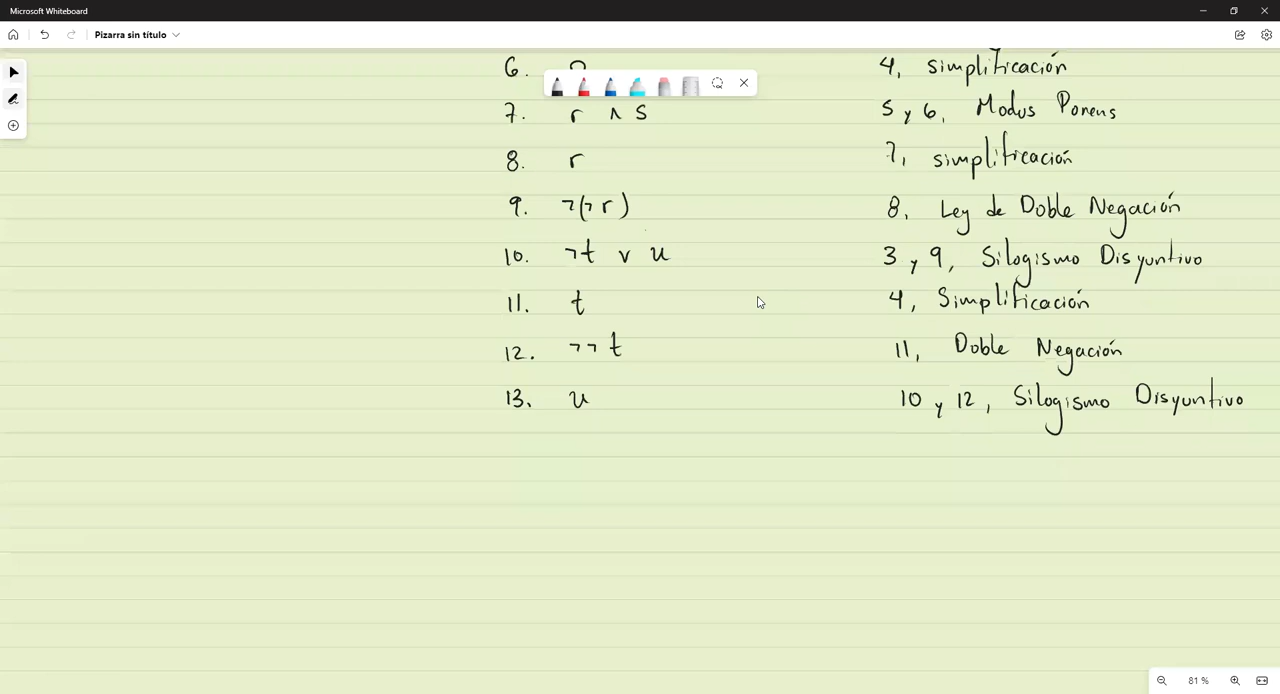 Microsoft Whiteboard
Pizarra sin título
6. 4, simplificación
7. r ∧ s 5 y 6, Modus Ponens
8. r 7, simplificación
9. ¬(¬r) 8, Ley de Doble Negación
10. ¬t ∨ u 3 y 9, Silogismo Disyuntivo
11. t 4, Simplificación
12. ¬¬t 11, Doble Negación
13. u 10 y 12, Silogismo Disyuntivo
81 %